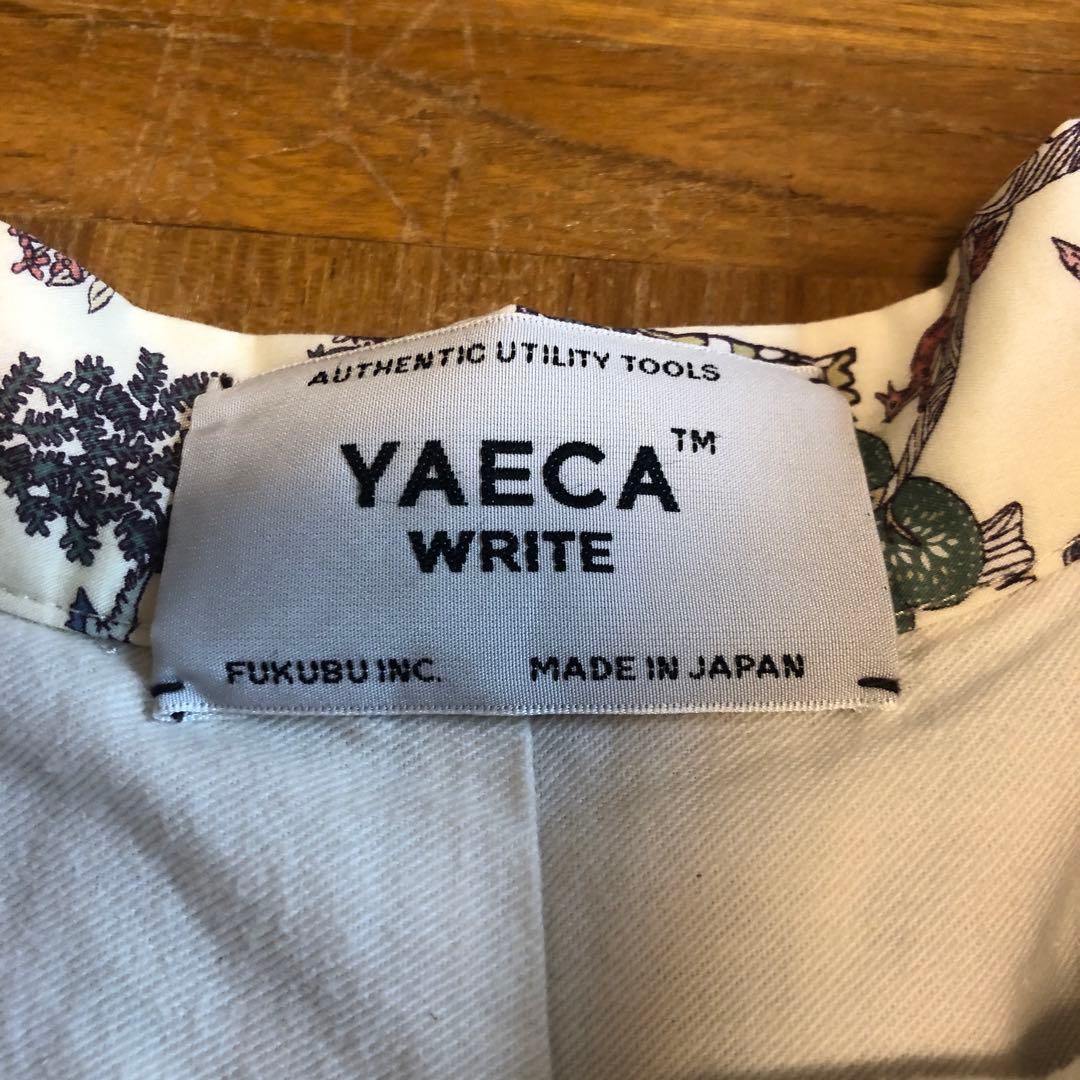 AUTHENTIC UTILITY TOOLS
YAECA™
WRITE
FUKUBU INC. MADE IN JAPAN